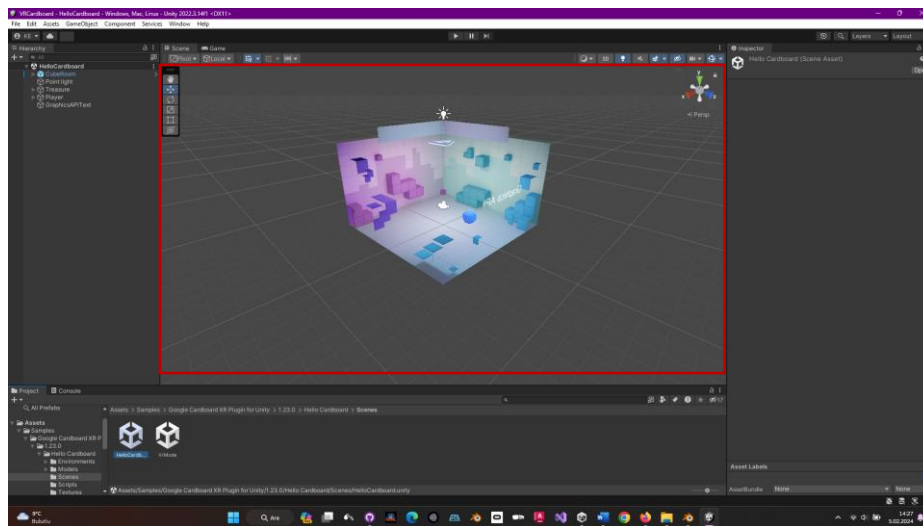 VRCardboard - HelloCardboard - Windows, Mac, Linux - Unity 2022.3.14f1 <DX11>
File Edit Assets GameObject Component Services Window Help
KE
Layers Layout
Hierarchy
Scene Game
Inspector
Pivot Local
2D
HelloCardboard
CubeRoom
Point light
Treasure
Player
GraphicsAPIText
Hello Cardboard (Scene Asset)
Persp
Project Console
All Prefabs
Assets > Samples > Google Cardboard XR Plugin for Unity > 1.23.0 > Hello Cardboard > Scenes
Assets
Samples
Google Cardboard XR P
1.23.0
Hello Cardboard
Environments
Models
Scenes
Scripts
Textures
HelloCardb...
VrMode
Assets/Samples/Google Cardboard XR Plugin for Unity/1.23.0/Hello Cardboard/Scenes/HelloCardboard.unity
Asset Labels
AssetBundle None None
9°C
Bulutlu
Ara
14:27